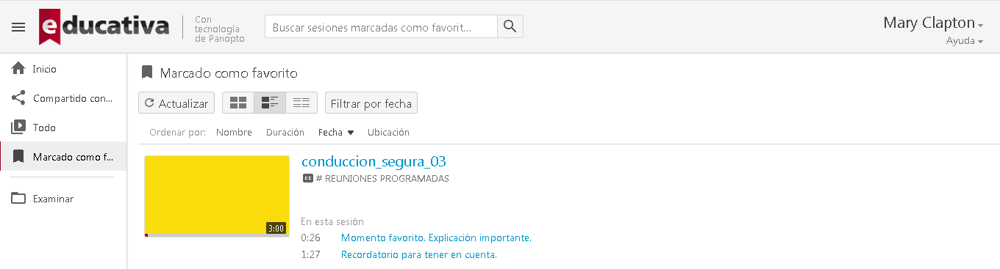 educativa
Con
tecnología
de Panopto
Buscar sesiones marcadas como favorit...
Mary Clapton
Ayuda
Inicio
Compartido con...
Todo
Marcado como f...
Examinar
Marcado como favorito
Actualizar
Filtrar por fecha
Ordenar por: Nombre Duración Fecha Ubicación
conduccion_segura_03
CC # REUNIONES PROGRAMADAS
3:00
En esta sesión
0:26 Momento favorito. Explicación importante.
1:27 Recordatorio para tener en cuenta.